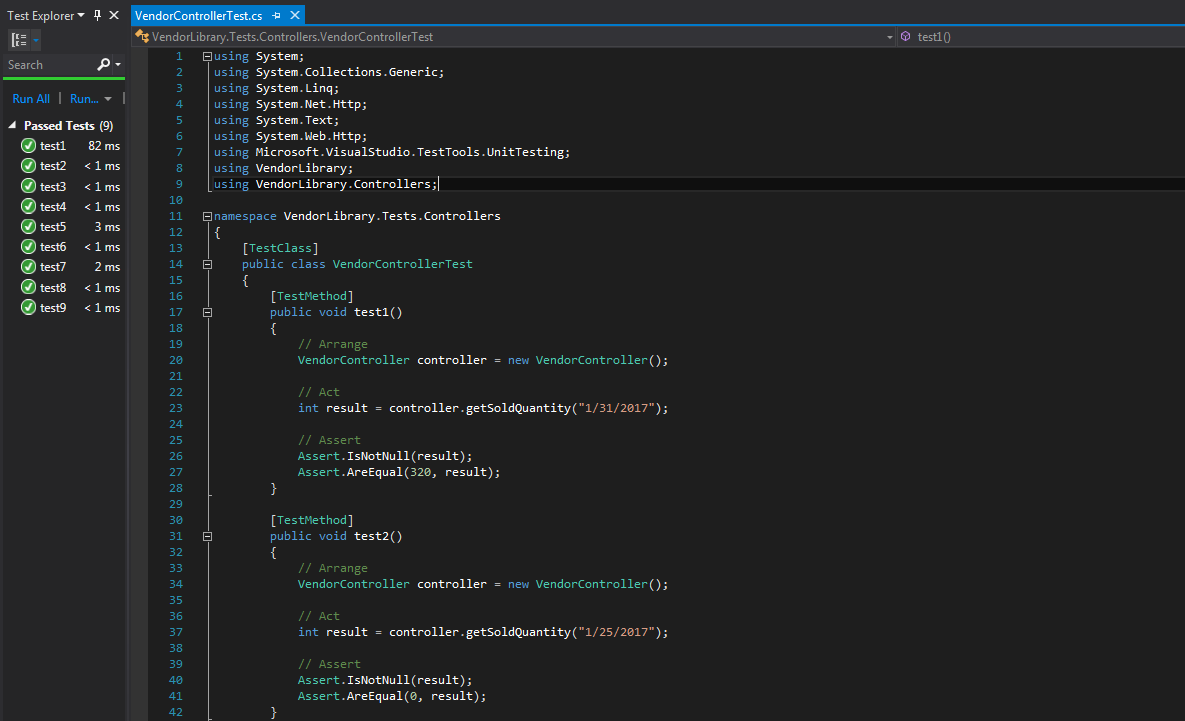 Test Explorer
Search
Run All | Run... |
Passed Tests (9)
test1 82 ms
test2 < 1 ms
test3 < 1 ms
test4 < 1 ms
test5 3 ms
test6 < 1 ms
test7 2 ms
test8 < 1 ms
test9 < 1 ms
VendorControllerTest.cs
VendorLibrary.Tests.Controllers.VendorControllerTest
test1()
1 using System;
2 using System.Collections.Generic;
3 using System.Linq;
4 using System.Net.Http;
5 using System.Text;
6 using System.Web.Http;
7 using Microsoft.VisualStudio.TestTools.UnitTesting;
8 using VendorLibrary;
9 using VendorLibrary.Controllers;
10
11 namespace VendorLibrary.Tests.Controllers
12 {
13 [TestClass]
14 public class VendorControllerTest
15 {
16 [TestMethod]
17 public void test1()
18 {
19 // Arrange
20 VendorController controller = new VendorController();
21
22 // Act
23 int result = controller.getSoldQuantity("1/31/2017");
24
25 // Assert
26 Assert.IsNotNull(result);
27 Assert.AreEqual(320, result);
28 }
29
30 [TestMethod]
31 public void test2()
32 {
33 // Arrange
34 VendorController controller = new VendorController();
35
36 // Act
37 int result = controller.getSoldQuantity("1/25/2017");
38
39 // Assert
40 Assert.IsNotNull(result);
41 Assert.AreEqual(0, result);
42 }